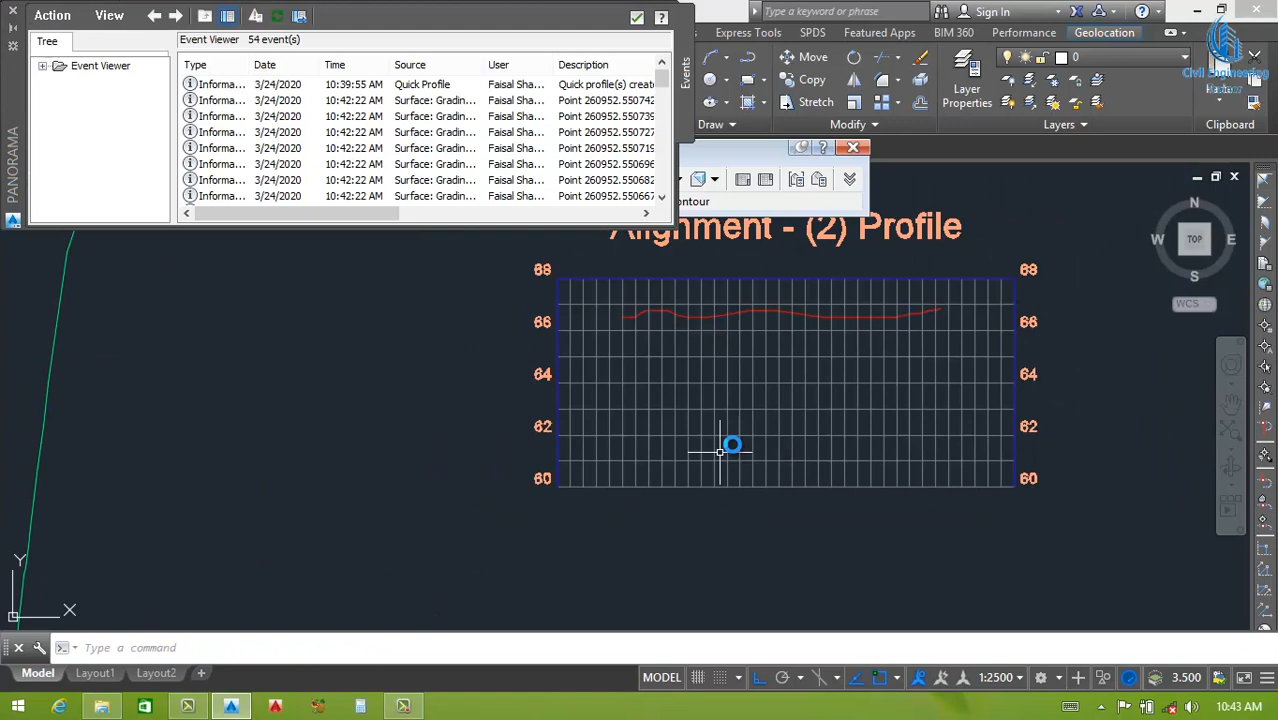 Action View
Type a keyword or phrase
Sign In
Tree
Event Viewer 54 event(s)
Express Tools SPDS Featured Apps BIM 360 Performance Geolocation
Event Viewer
Type Date Time Source User Description
Informa... 3/24/2020 10:39:55 AM Quick Profile Faisal Sha... Quick profile(s) creat
Informa... 3/24/2020 10:42:22 AM Surface: Gradin... Faisal Sha... Point 260952.550742
Informa... 3/24/2020 10:42:22 AM Surface: Gradin... Faisal Sha... Point 260952.550739
Informa... 3/24/2020 10:42:22 AM Surface: Gradin... Faisal Sha... Point 260952.550727
Informa... 3/24/2020 10:42:22 AM Surface: Gradin... Faisal Sha... Point 260952.550719
Informa... 3/24/2020 10:42:22 AM Surface: Gradin... Faisal Sha... Point 260952.550696
Informa... 3/24/2020 10:42:22 AM Surface: Gradin... Faisal Sha... Point 260952.550682
Informa... 3/24/2020 10:42:22 AM Surface: Gradin... Faisal Sha... Point 260952.550667
PANORAMA
Events
Move
Copy
Stretch
Layer
Properties
0
Civil Engineering
Draw Modify Layers Clipboard
ontour
Alignment - (2) Profile
N
W TOP E
S
WCS
68 68
66 66
64 64
62 62
60 60
Y
X
Type a command
Model Layout1 Layout2 +
MODEL 1:2500 3.500
10:43 AM